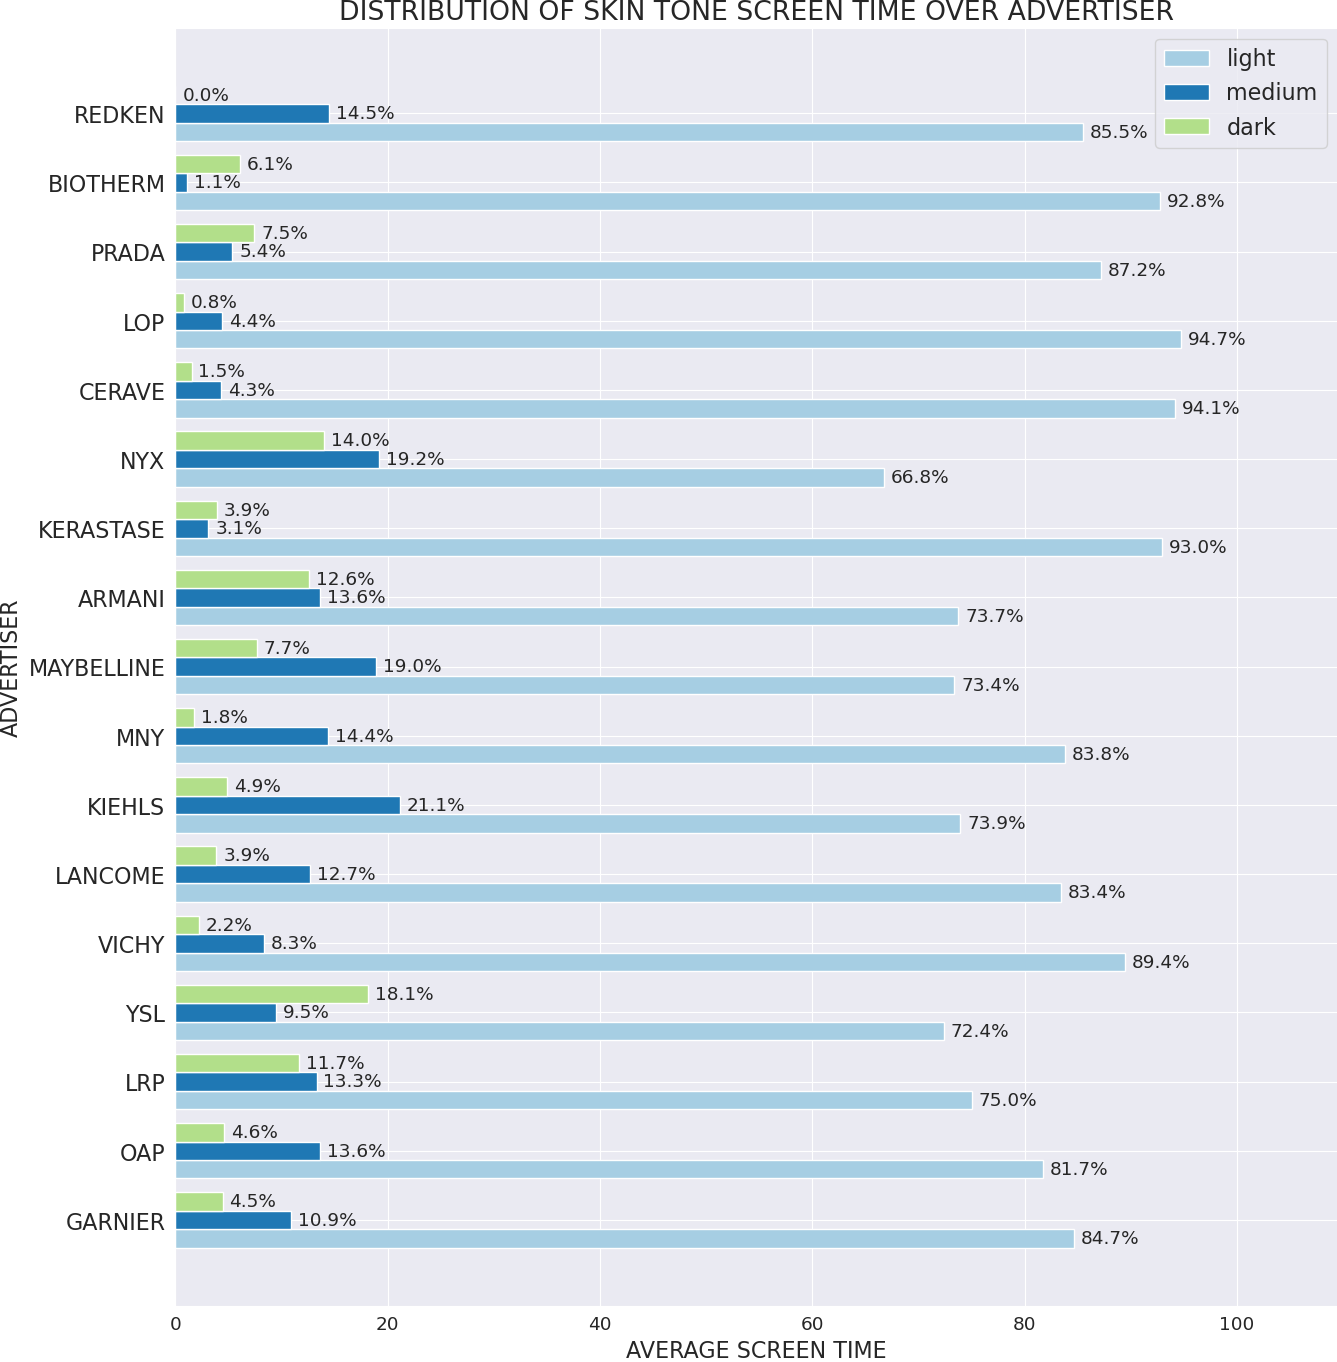 DISTRIBUTION OF SKIN TONE SCREEN TIME OVER ADVERTISER
light
medium
dark
ADVERTISER
REDKEN
0.0%
14.5%
85.5%
BIOTHERM
6.1%
1.1%
92.8%
PRADA
7.5%
5.4%
87.2%
LOP
0.8%
4.4%
94.7%
CERAVE
1.5%
4.3%
94.1%
NYX
14.0%
19.2%
66.8%
KERASTASE
3.9%
3.1%
93.0%
ARMANI
12.6%
13.6%
73.7%
MAYBELLINE
7.7%
19.0%
73.4%
MNY
1.8%
14.4%
83.8%
KIEHLS
4.9%
21.1%
73.9%
LANCOME
3.9%
12.7%
83.4%
VICHY
2.2%
8.3%
89.4%
YSL
18.1%
9.5%
72.4%
LRP
11.7%
13.3%
75.0%
OAP
4.6%
13.6%
81.7%
GARNIER
4.5%
10.9%
84.7%
0 20 40 60 80 100
AVERAGE SCREEN TIME